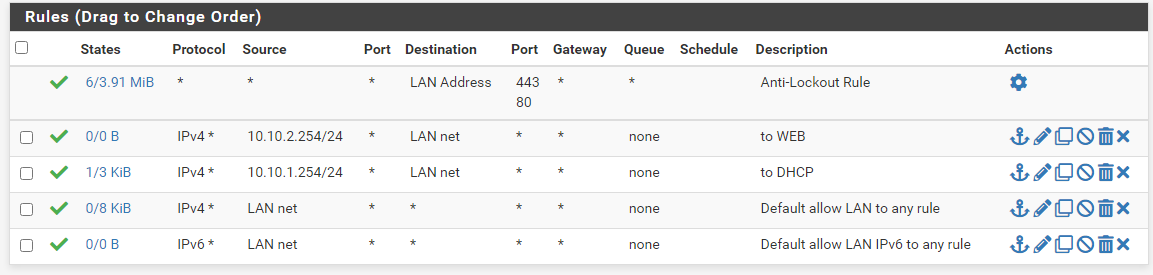 Rules (Drag to Change Order)
States Protocol Source Port Destination Port Gateway Queue Schedule Description Actions
6/3.91 MiB * * * LAN Address 443 * * Anti-Lockout Rule
80
0/0 B IPv4 * 10.10.2.254/24 * LAN net * * none to WEB
1/3 KiB IPv4 * 10.10.1.254/24 * LAN net * * none to DHCP
0/8 KiB IPv4 * LAN net * * * * none Default allow LAN to any rule
0/0 B IPv6 * LAN net * * * * none Default allow LAN IPv6 to any rule